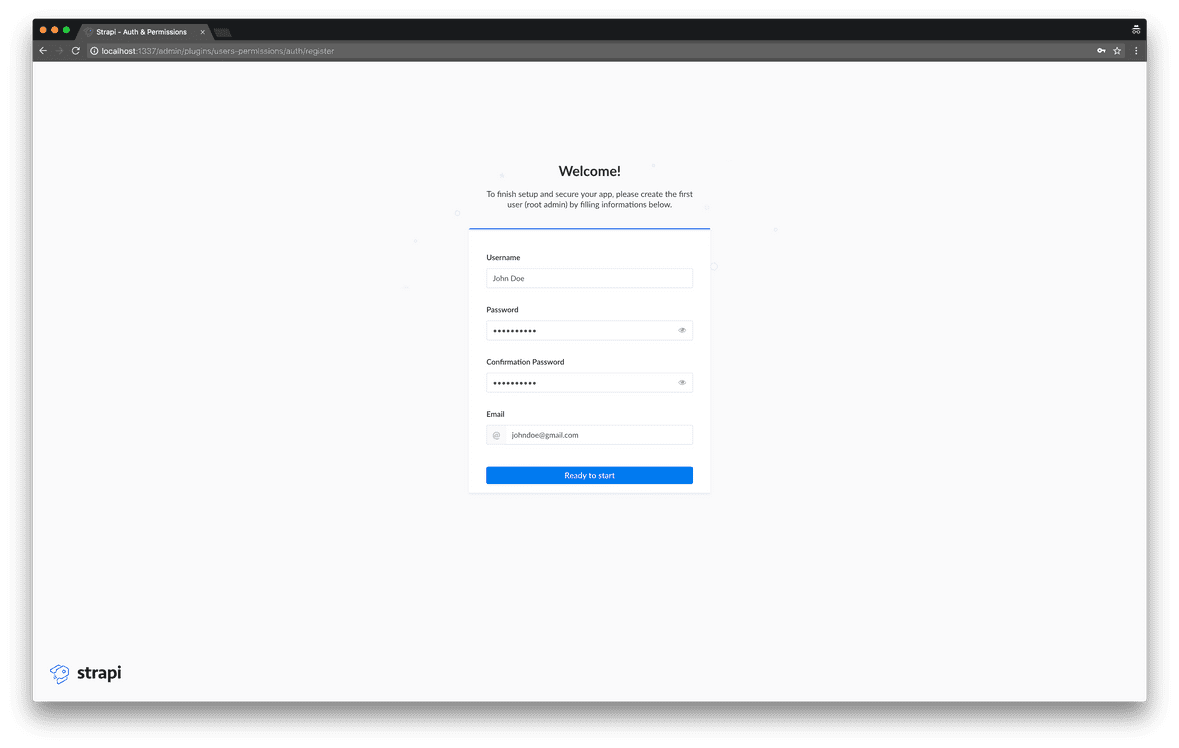 Strapi - Auth & Permissions
localhost:1337/admin/plugins/users-permissions/auth/register
Welcome!
To finish setup and secure your app, please create the first
user (root admin) by filling informations below.
Username
John Doe
Password
••••••••••
Confirmation Password
••••••••••
Email
@ johndoe@gmail.com
Ready to start
strapi